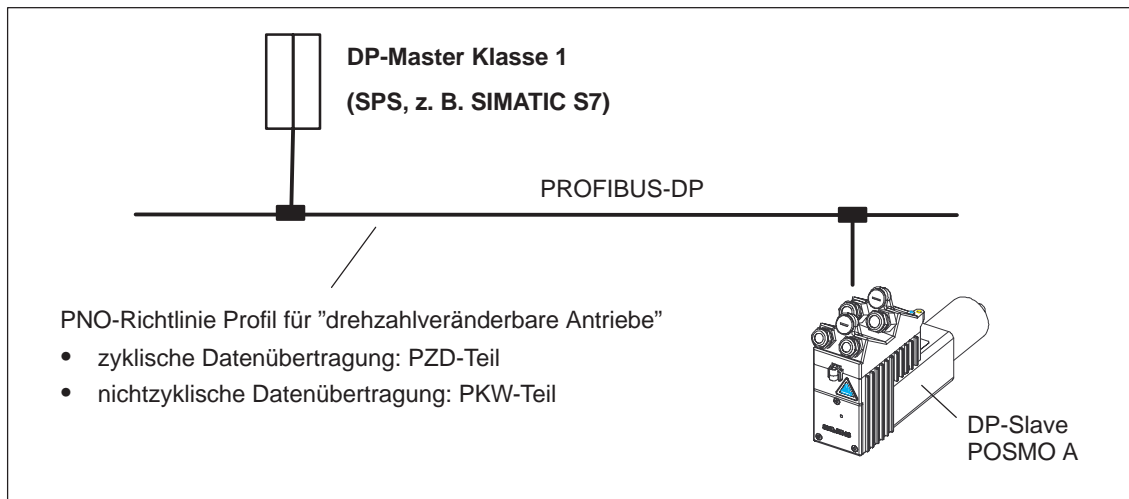 DP-Master Klasse 1
(SPS, z. B. SIMATIC S7)
PROFIBUS-DP
PNO-Richtlinie Profil für ”drehzahlveränderbare Antriebe”
• zyklische Datenübertragung: PZD-Teil
• nichtzyklische Datenübertragung: PKW-Teil
DP-Slave
POSMO A